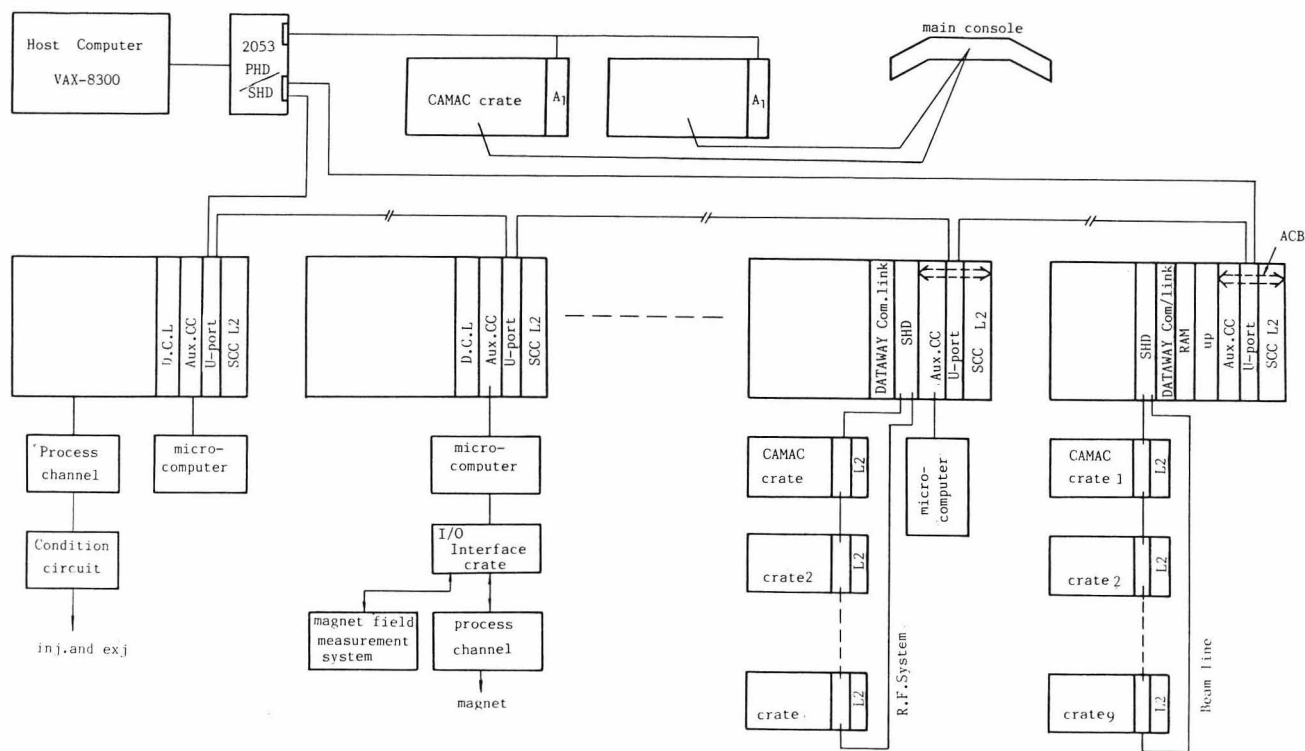 Host Computer
VAX-8300
2053
PHD
SHD
CAMAC crate
A1
A1
main console
ACB
D.C.L
Aux.CC
U-port
SCC L2
D.C.L
Aux.CC
U-port
SCC L2
DATAWAY Com.link
SHD
Aux.CC
U-port
SCC L2
SHD
DATAWAY Com/link
RAM
up
Aux.CC
U-port
SCC L2
Process
channel
micro-
computer
Condition
circuit
inj.and exj
micro-
computer
I/O
Interface
crate
magnet field
measurement
system
process
channel
magnet
CAMAC
crate
L2
micro-
computer
crate2
L2
crate
L2
R.F.System
CAMAC
crate 1
L2
crate 2
L2
crate9
L2
Beam line